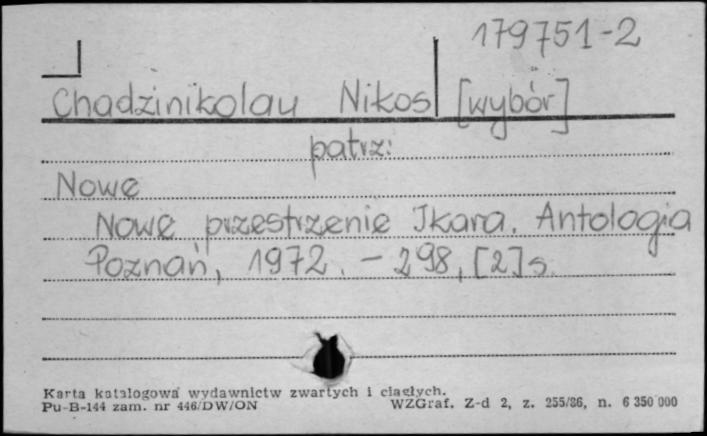 179751-2
Chadzinikolau Nikos [wybór]
patrz:
Nowe
Nowe przestrzenie Ikara. Antologia
Poznań, 1972. - 298, [2] s.
Karta katalogowa wydawnictw zwartych i ciągłych.
Pu-B-144 zam. nr 446/DW/ON WZGraf. Z-d 2, z. 255/86, n. 6 350 000